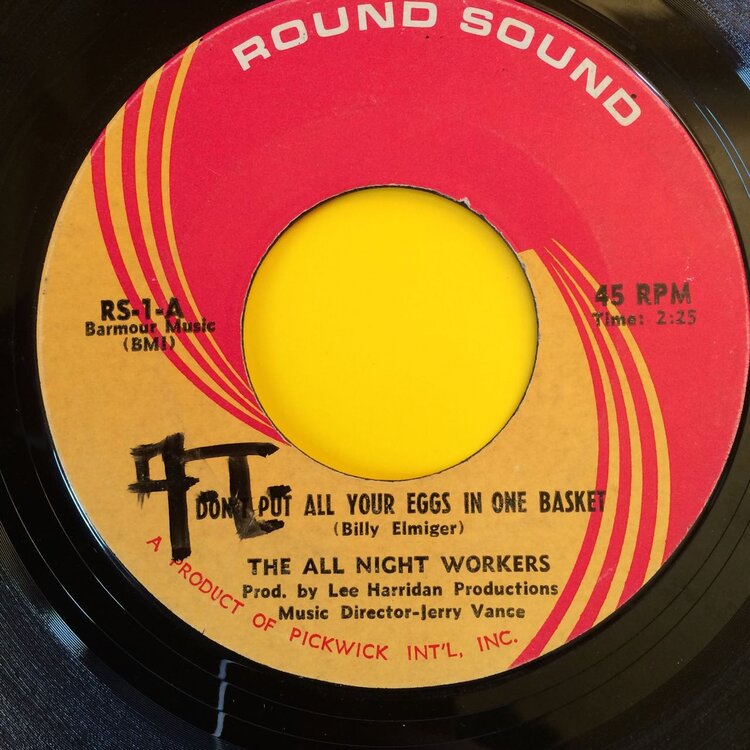 ROUND SOUND
RS-1-A
Barmour Music
(BMI)
45 RPM
Time: 2:25
DON'T PUT ALL YOUR EGGS IN ONE BASKET
(Billy Elmiger)
THE ALL NIGHT WORKERS
Prod. by Lee Harridan Productions
Music Director-Jerry Vance
A PRODUCT OF PICKWICK INT'L, INC.